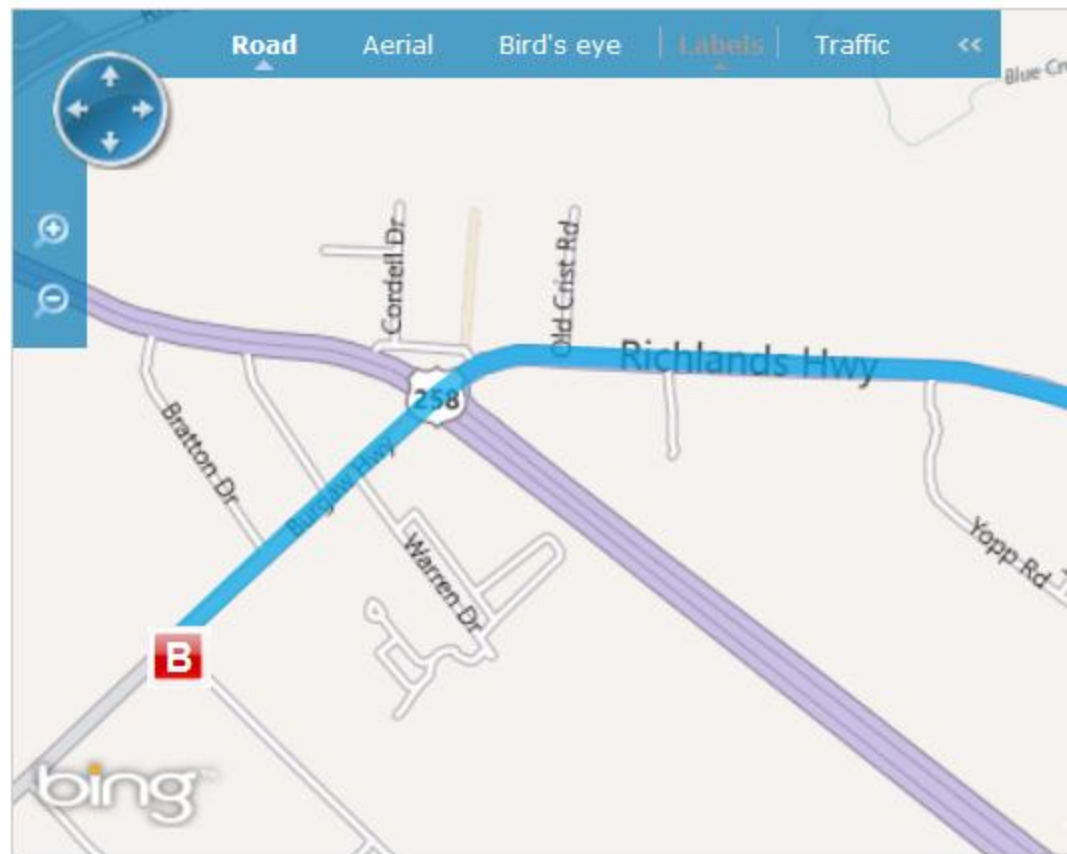 Road Aerial Bird's eye Labels Traffic <<
Blue Cre
Cordell Dr
Old Crist Rd
Richlands Hwy
258
Bratton Dr
Burgaw Hwy
Warren Dr
Yopp Rd
B
bing